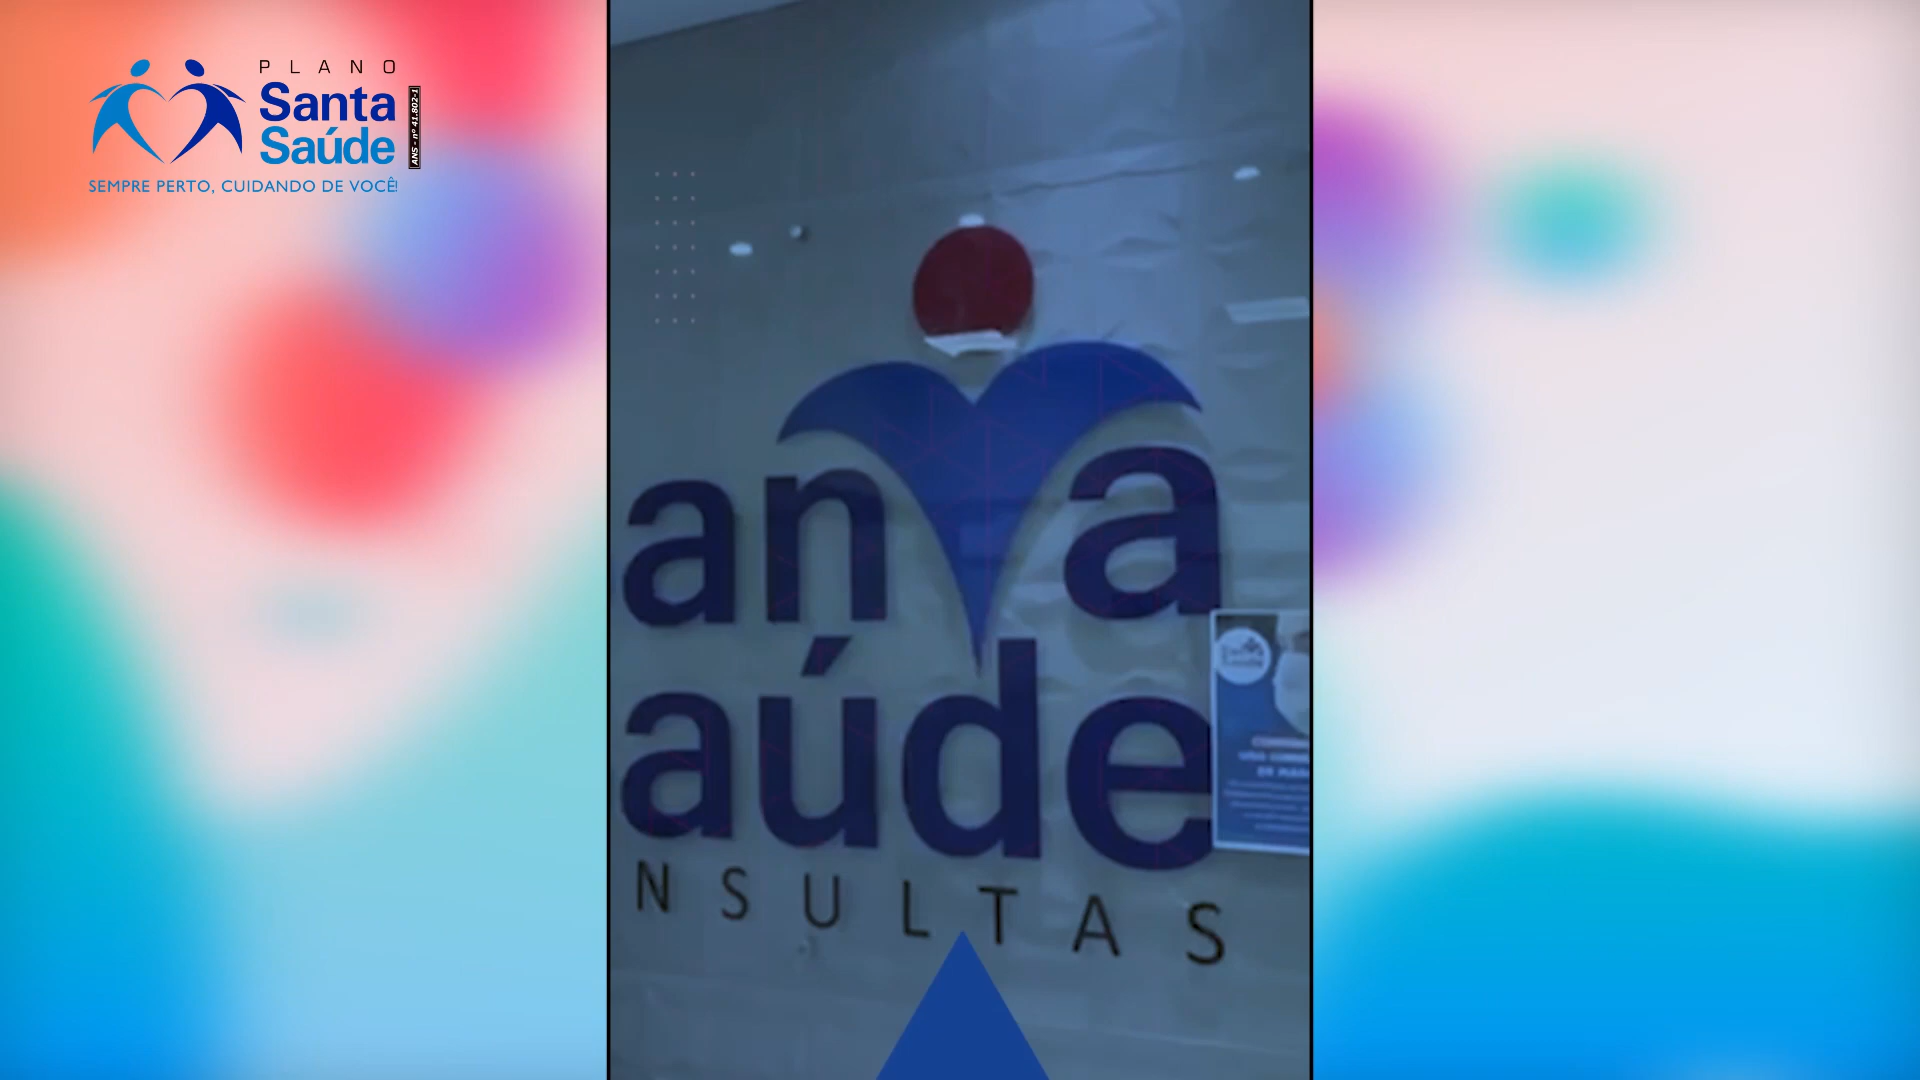 PLANO
Santa
Saúde
ANS - nº 41.802-1
SEMPRE PERTO, CUIDANDO DE VOCÊ!
an a
aúde
NSULTAS